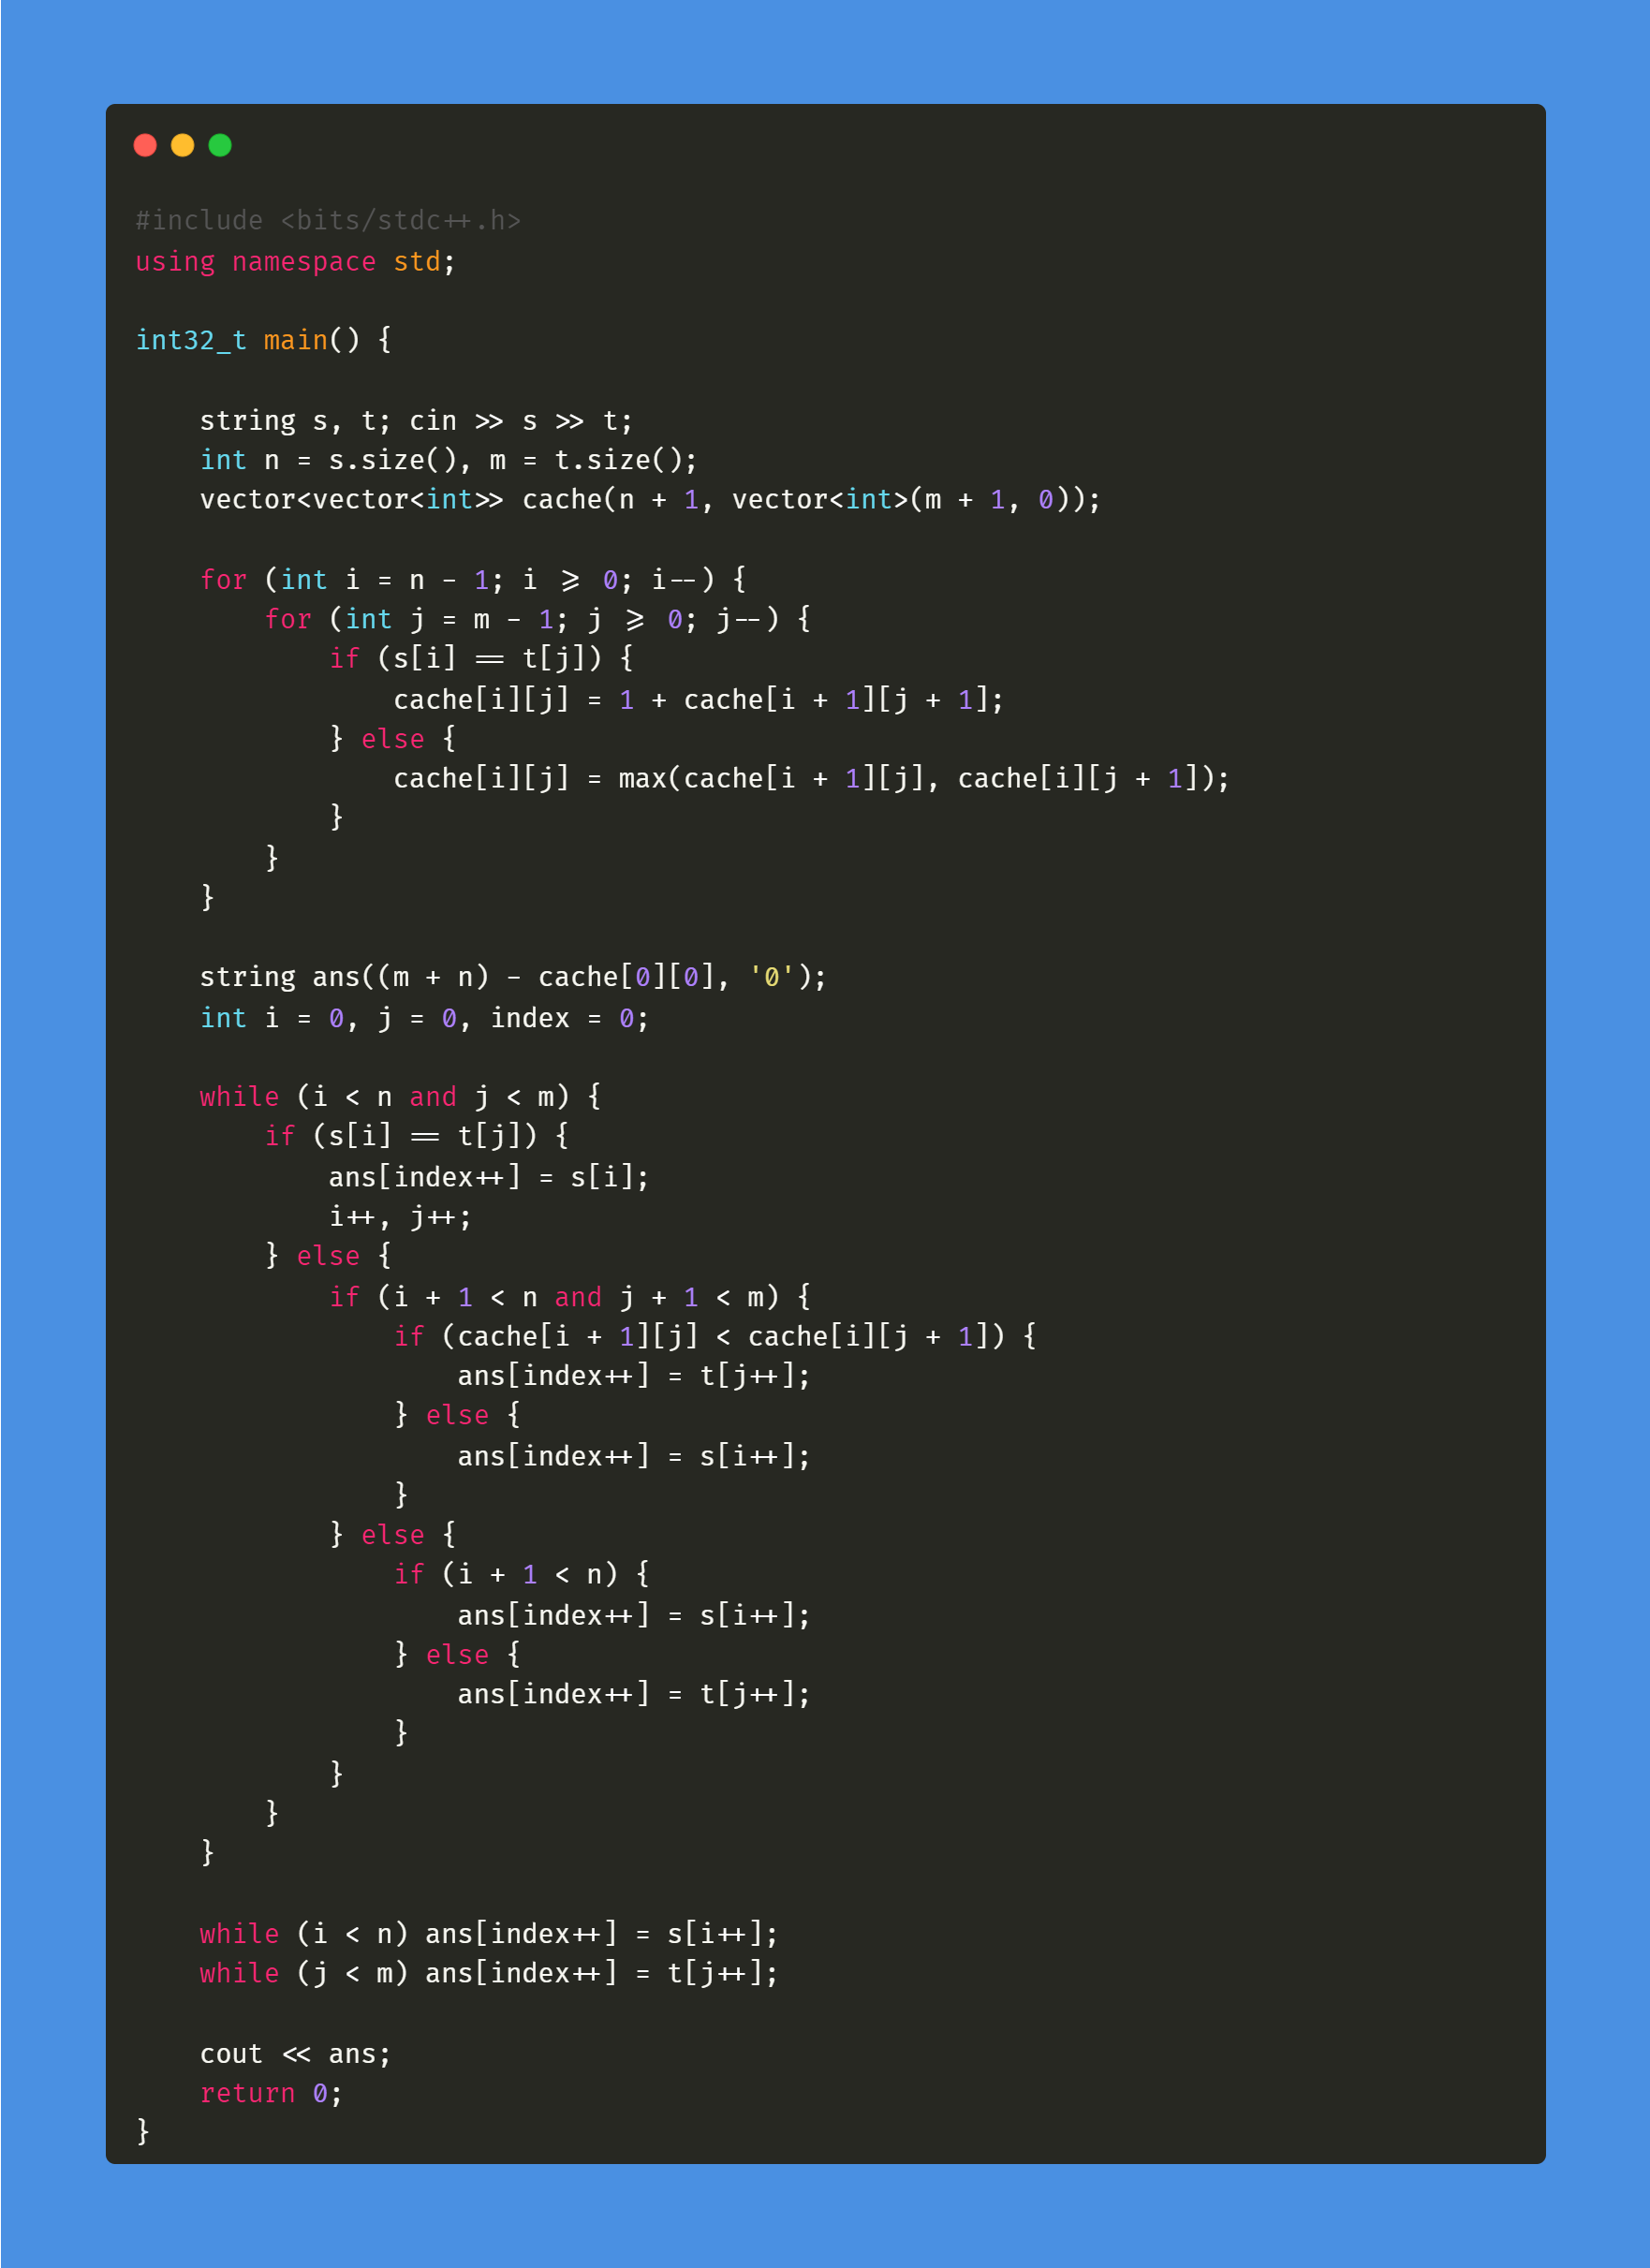 #include <bits/stdc++.h>
using namespace std;

int32_t main() {

    string s, t; cin >> s >> t;
    int n = s.size(), m = t.size();
    vector<vector<int>> cache(n + 1, vector<int>(m + 1, 0));

    for (int i = n - 1; i >= 0; i--) {
        for (int j = m - 1; j >= 0; j--) {
            if (s[i] == t[j]) {
                cache[i][j] = 1 + cache[i + 1][j + 1];
            } else {
                cache[i][j] = max(cache[i + 1][j], cache[i][j + 1]);
            }
        }
    }

    string ans((m + n) - cache[0][0], '0');
    int i = 0, j = 0, index = 0;

    while (i < n and j < m) {
        if (s[i] == t[j]) {
            ans[index++] = s[i];
            i++, j++;
        } else {
            if (i + 1 < n and j + 1 < m) {
                if (cache[i + 1][j] < cache[i][j + 1]) {
                    ans[index++] = t[j++];
                } else {
                    ans[index++] = s[i++];
                }
            } else {
                if (i + 1 < n) {
                    ans[index++] = s[i++];
                } else {
                    ans[index++] = t[j++];
                }
            }
        }
    }

    while (i < n) ans[index++] = s[i++];
    while (j < m) ans[index++] = t[j++];

    cout << ans;
    return 0;
}